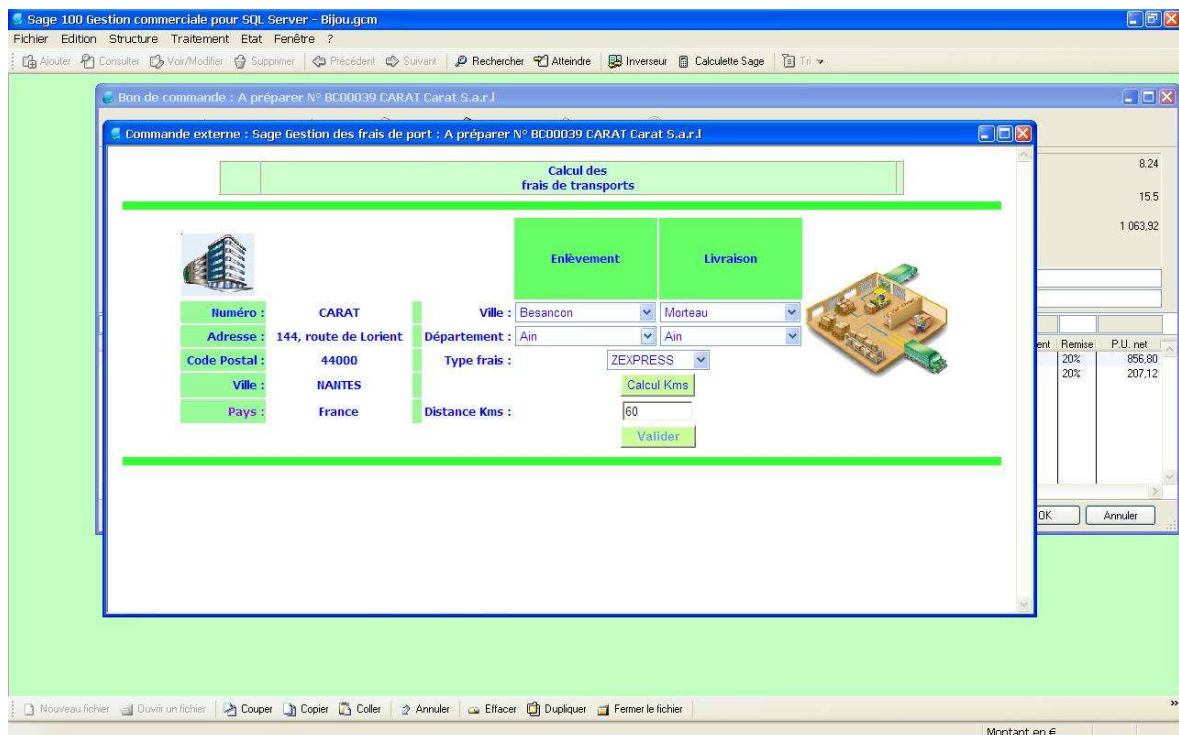 Sage 100 Gestion commerciale pour SQL Server - Bijou.gcm
Fichier Edition Structure Traitement Etat Fenêtre ?
Ajouter Consulter Voir/Modifier Supprimer Précédent Suivant Rechercher Atteindre Inverseur Calculette Sage Tri
Bon de commande : A préparer N° BC00039 CARAT Carat S.a.r.l
Commande externe : Sage Gestion des frais de port : A préparer N° BC00039 CARAT Carat S.a.r.l
Calcul des
frais de transports
8.24
15.5
1 063,92
Enlèvement Livraison
Numéro : CARAT Ville : Besancon Morteau
Adresse : 144, route de Lorient Département : Ain Ain
Code Postal : 44000 Type frais : ZEXPRESS
Ville : NANTES Calcul Kms
Pays : France Distance Kms : 60
Valider
Remise P.U. net
20% 856,80
20% 207,12
OK Annuler
Nouveau fichier Ouvrir un fichier Couper Copier Coller Annuler Effacer Dupliquer Fermer le fichier »
Montant en €